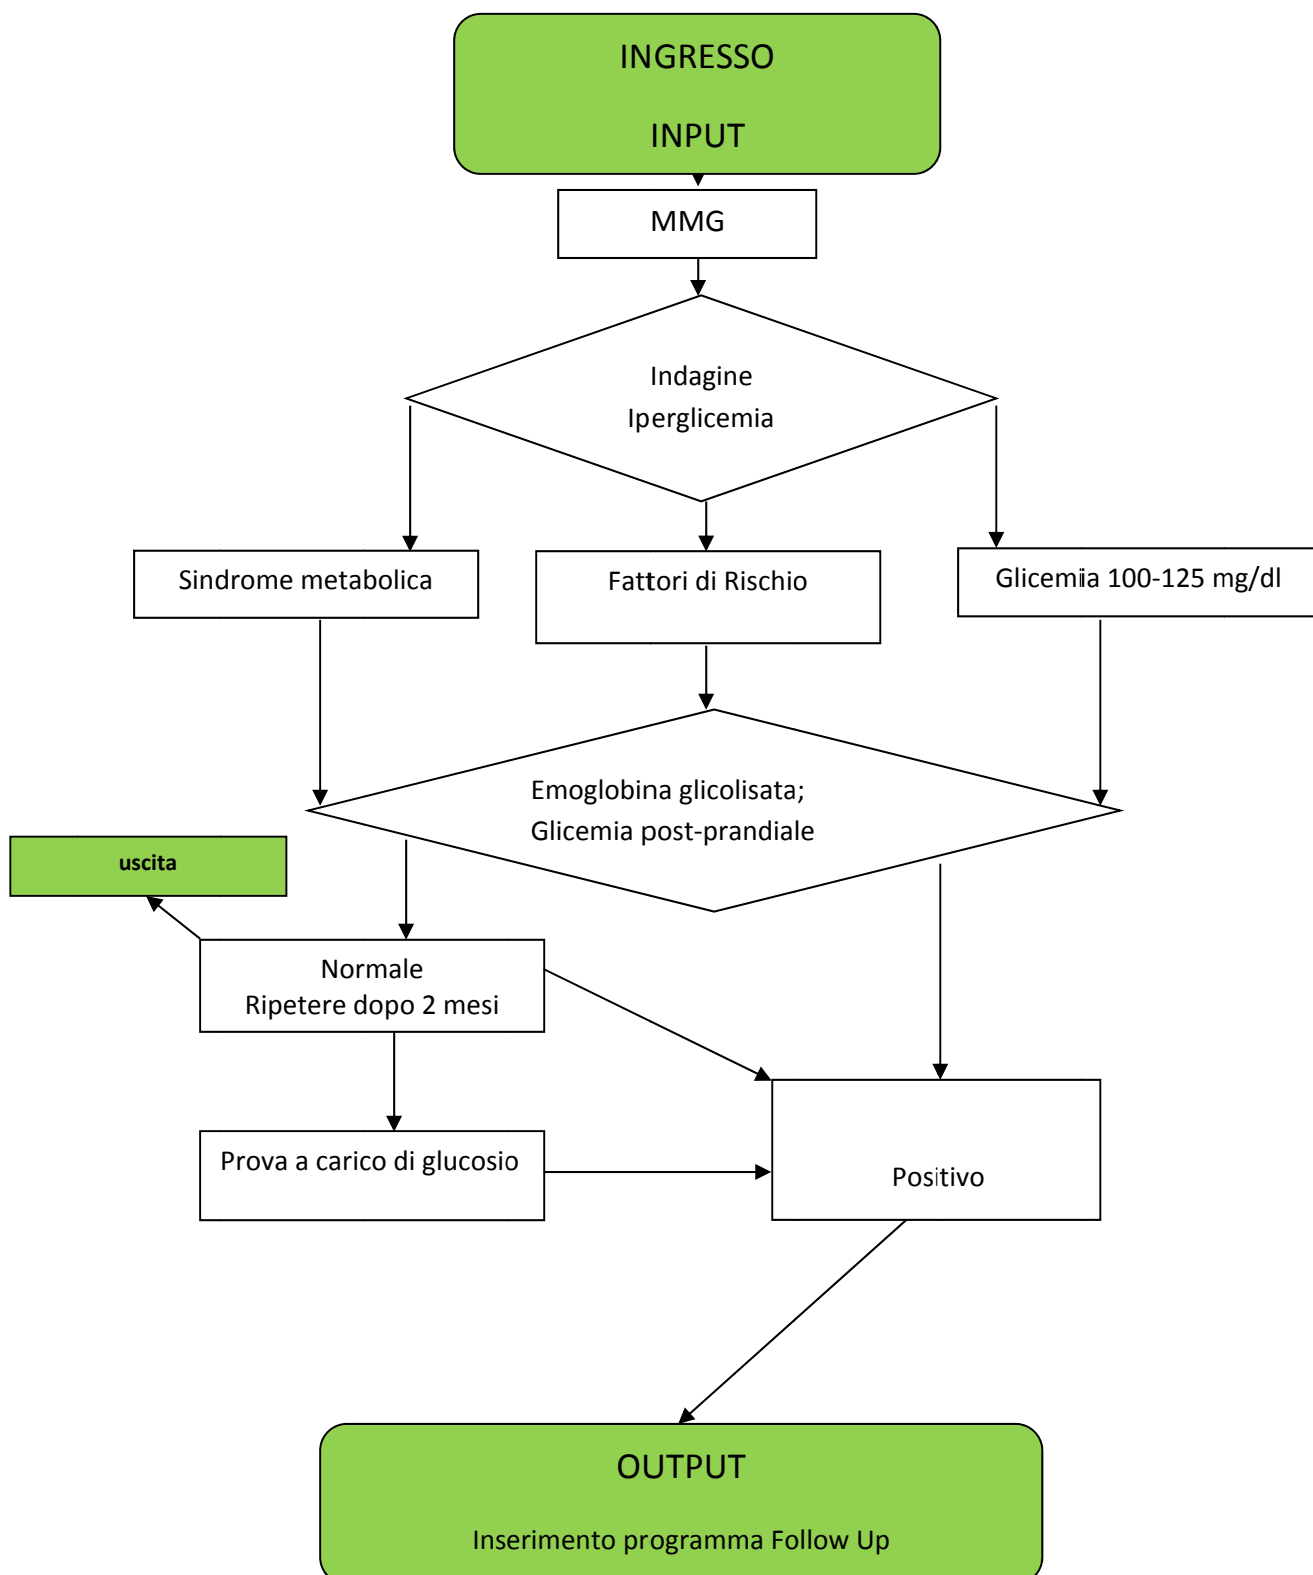 INGRESSO
INPUT
MMG
Indagine
Iperglicemia
Sindrome metabolica
Fattori di Rischio
Glicemia 100-125 mg/dl
Emoglobina glicolisata;
Glicemia post-prandiale
uscita
Normale
Ripetere dopo 2 mesi
Prova a carico di glucosio
Positivo
OUTPUT
Inserimento programma Follow Up